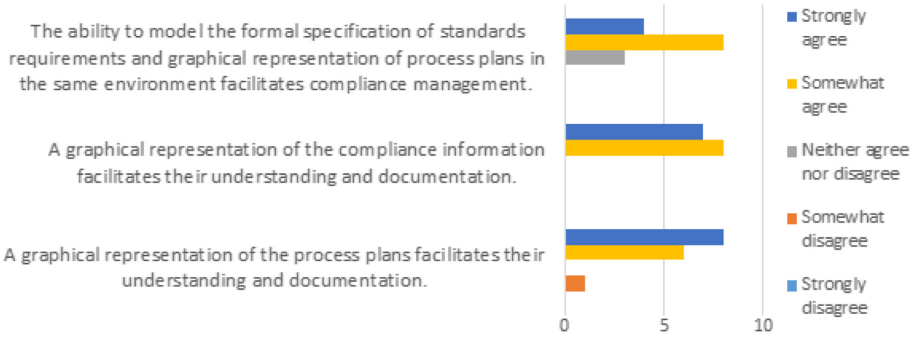 The ability to model the formal specification of standards
requirements and graphical representation of process plans in
the same environment facilitates compliance management.
A graphical representation of the compliance information
facilitates their understanding and documentation.
A graphical representation of the process plans facilitates their
understanding and documentation.
0
5
10
Strongly
agree
Somewhat
agree
Neither agree
nor disagree
Somewhat
disagree
Strongly
disagree